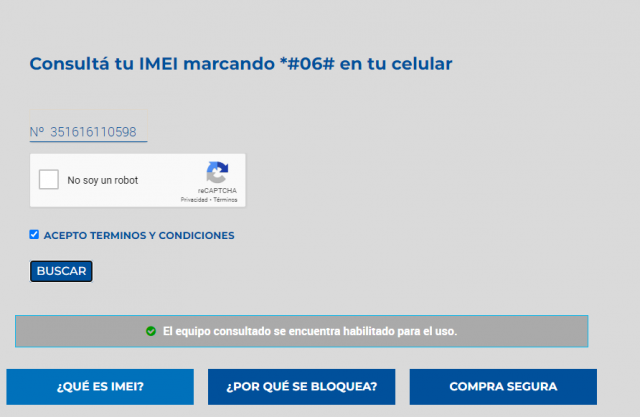 Consultá tu IMEI marcando *#06# en tu celular
Nº 351616110598
No soy un robot
reCAPTCHA
Privacidad • Términos
ACEPTO TERMINOS Y CONDICIONES
BUSCAR
El equipo consultado se encuentra habilitado para el uso.
¿QUÉ ES IMEI? ¿POR QUÉ SE BLOQUEA? COMPRA SEGURA